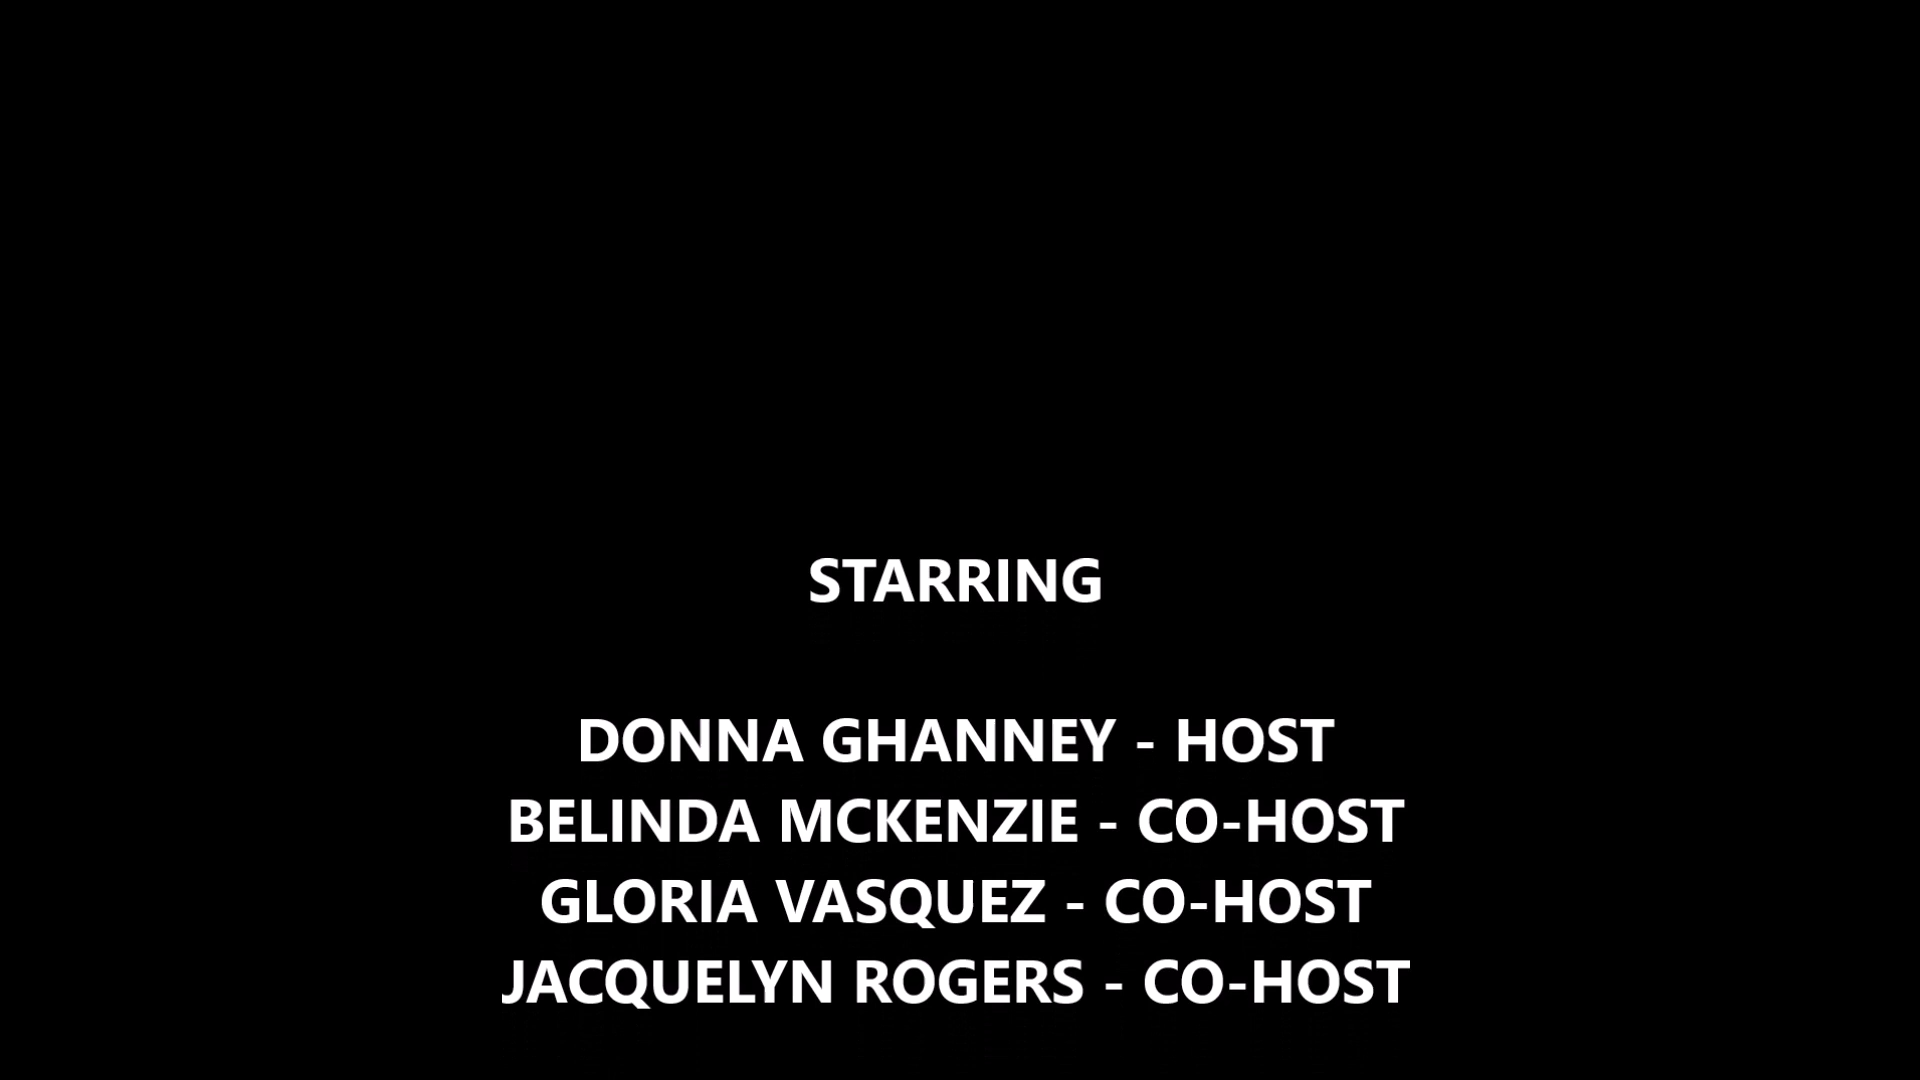 STARRING
DONNA GHANNEY - HOST
BELINDA MCKENZIE - CO-HOST
GLORIA VASQUEZ - CO-HOST
JACQUELYN ROGERS - CO-HOST